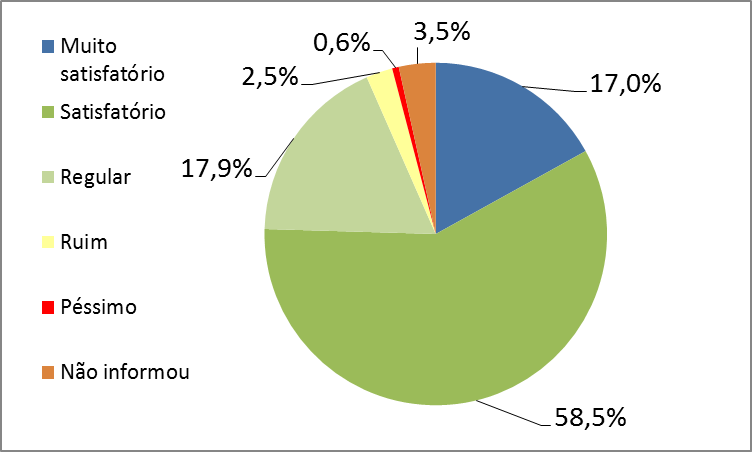 Muito
satisfatório
Satisfatório
Regular
Ruim
Péssimo
Não informou
0,6%
3,5%
2,5%
17,0%
17,9%
58,5%